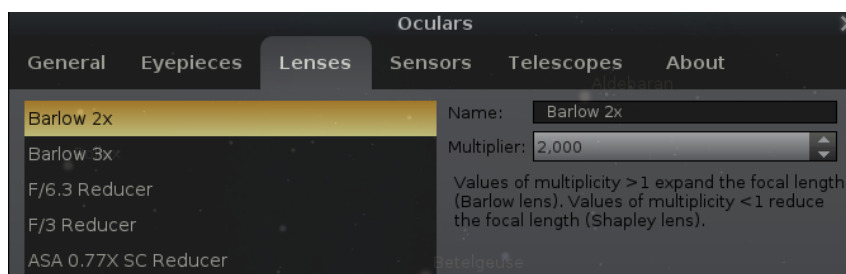 Oculars
General Eyepieces Lenses Sensors Telescopes About
Aldebaran
Barlow 2x
Barlow 3x
F/6.3 Reducer
F/3 Reducer
ASA 0.77X SC Reducer
Name: Barlow 2x
Multiplier: 2,000
Values of multiplicity >1 expand the focal length
(Barlow lens). Values of multiplicity <1 reduce
the focal length (Shapley lens).
Betelgeuse